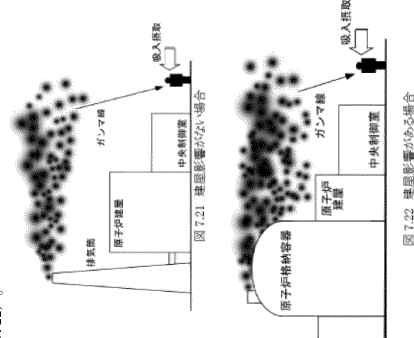 吸入摂取
ガンマ線
排気筒
原子炉建屋
中央制御室
図 7.21 建屋影響がない場合
吸入摂取
ガンマ線
原子炉格納容器
原子炉
建屋
中央制御室
図 7.22 建屋影響がある場合